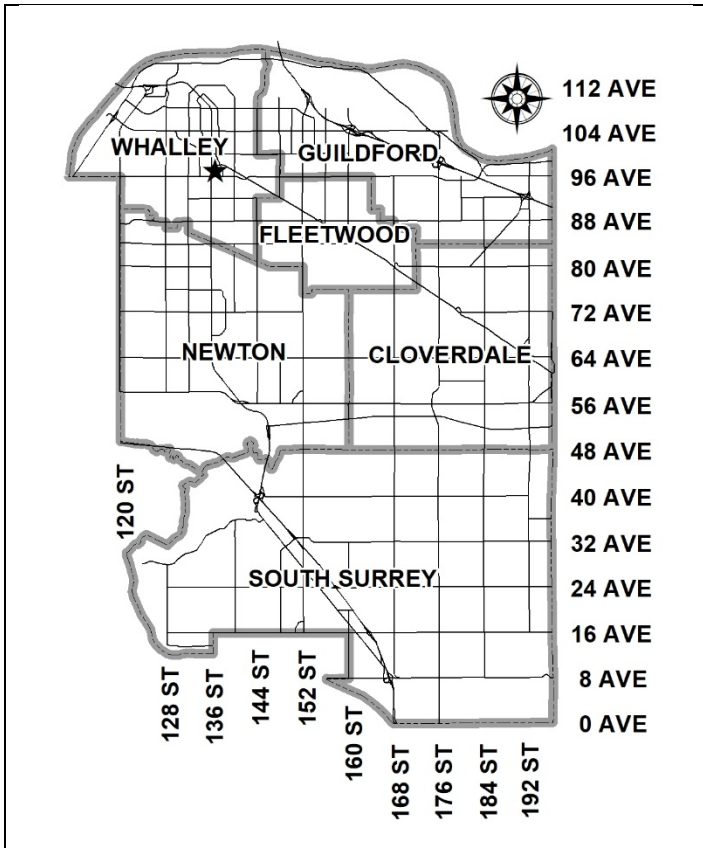 112 AVE
104 AVE
WHALLEY
GUILDFORD
96 AVE
88 AVE
FLEETWOOD
80 AVE
72 AVE
NEWTON
CLOVERDALE
64 AVE
56 AVE
48 AVE
120 ST
40 AVE
32 AVE
SOUTH SURREY
24 AVE
16 AVE
8 AVE
0 AVE
128 ST
136 ST
144 ST
152 ST
160 ST
168 ST
176 ST
184 ST
192 ST